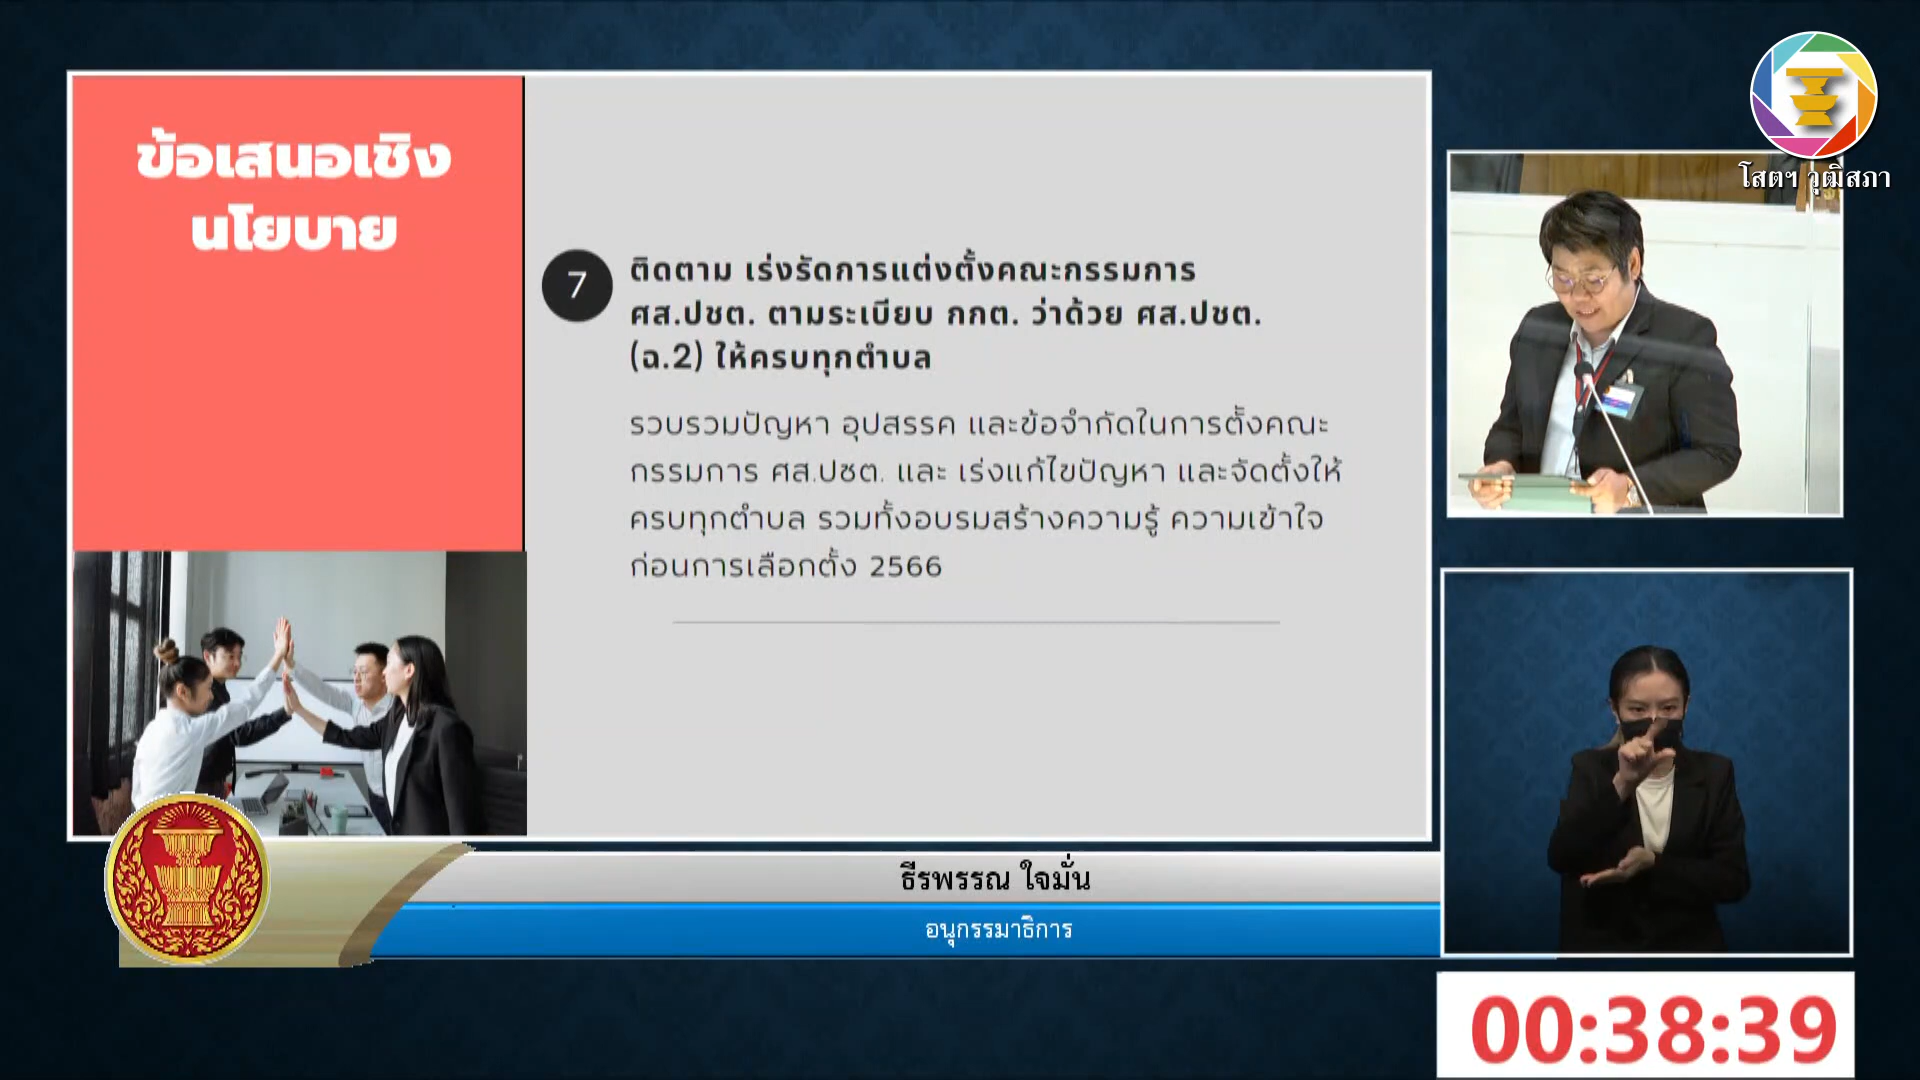 ข้อเสนอเชิง
นโยบาย
7
ติดตาม เร่งรัดการแต่งตั้งคณะกรรมการ
ศส.ปชต. ตามระเบียบ กกต. ว่าด้วย ศส.ปชต.
(ฉ.2) ให้ครบทุกตำบล
รวบรวมปัญหา อุปสรรค และข้อจำกัดในการตั้งคณะ
กรรมการ ศส.ปชต. และ เร่งแก้ไขปัญหา และจัดตั้งให้
ครบทุกตำบล รวมทั้งอบรมสร้างความรู้ ความเข้าใจ
ก่อนการเลือกตั้ง 2566
โสตฯ วุฒิสภา
ธีรพรรณ ใจมั่น
อนุกรรมาธิการ
00:38:39